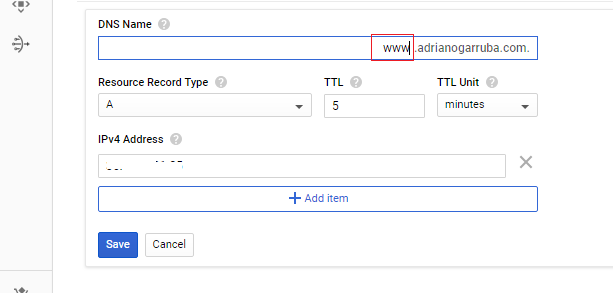 DNS Name
www .adrianogarruba.com.
Resource Record Type TTL TTL Unit
A 5 minutes
IPv4 Address
Add item
Save Cancel